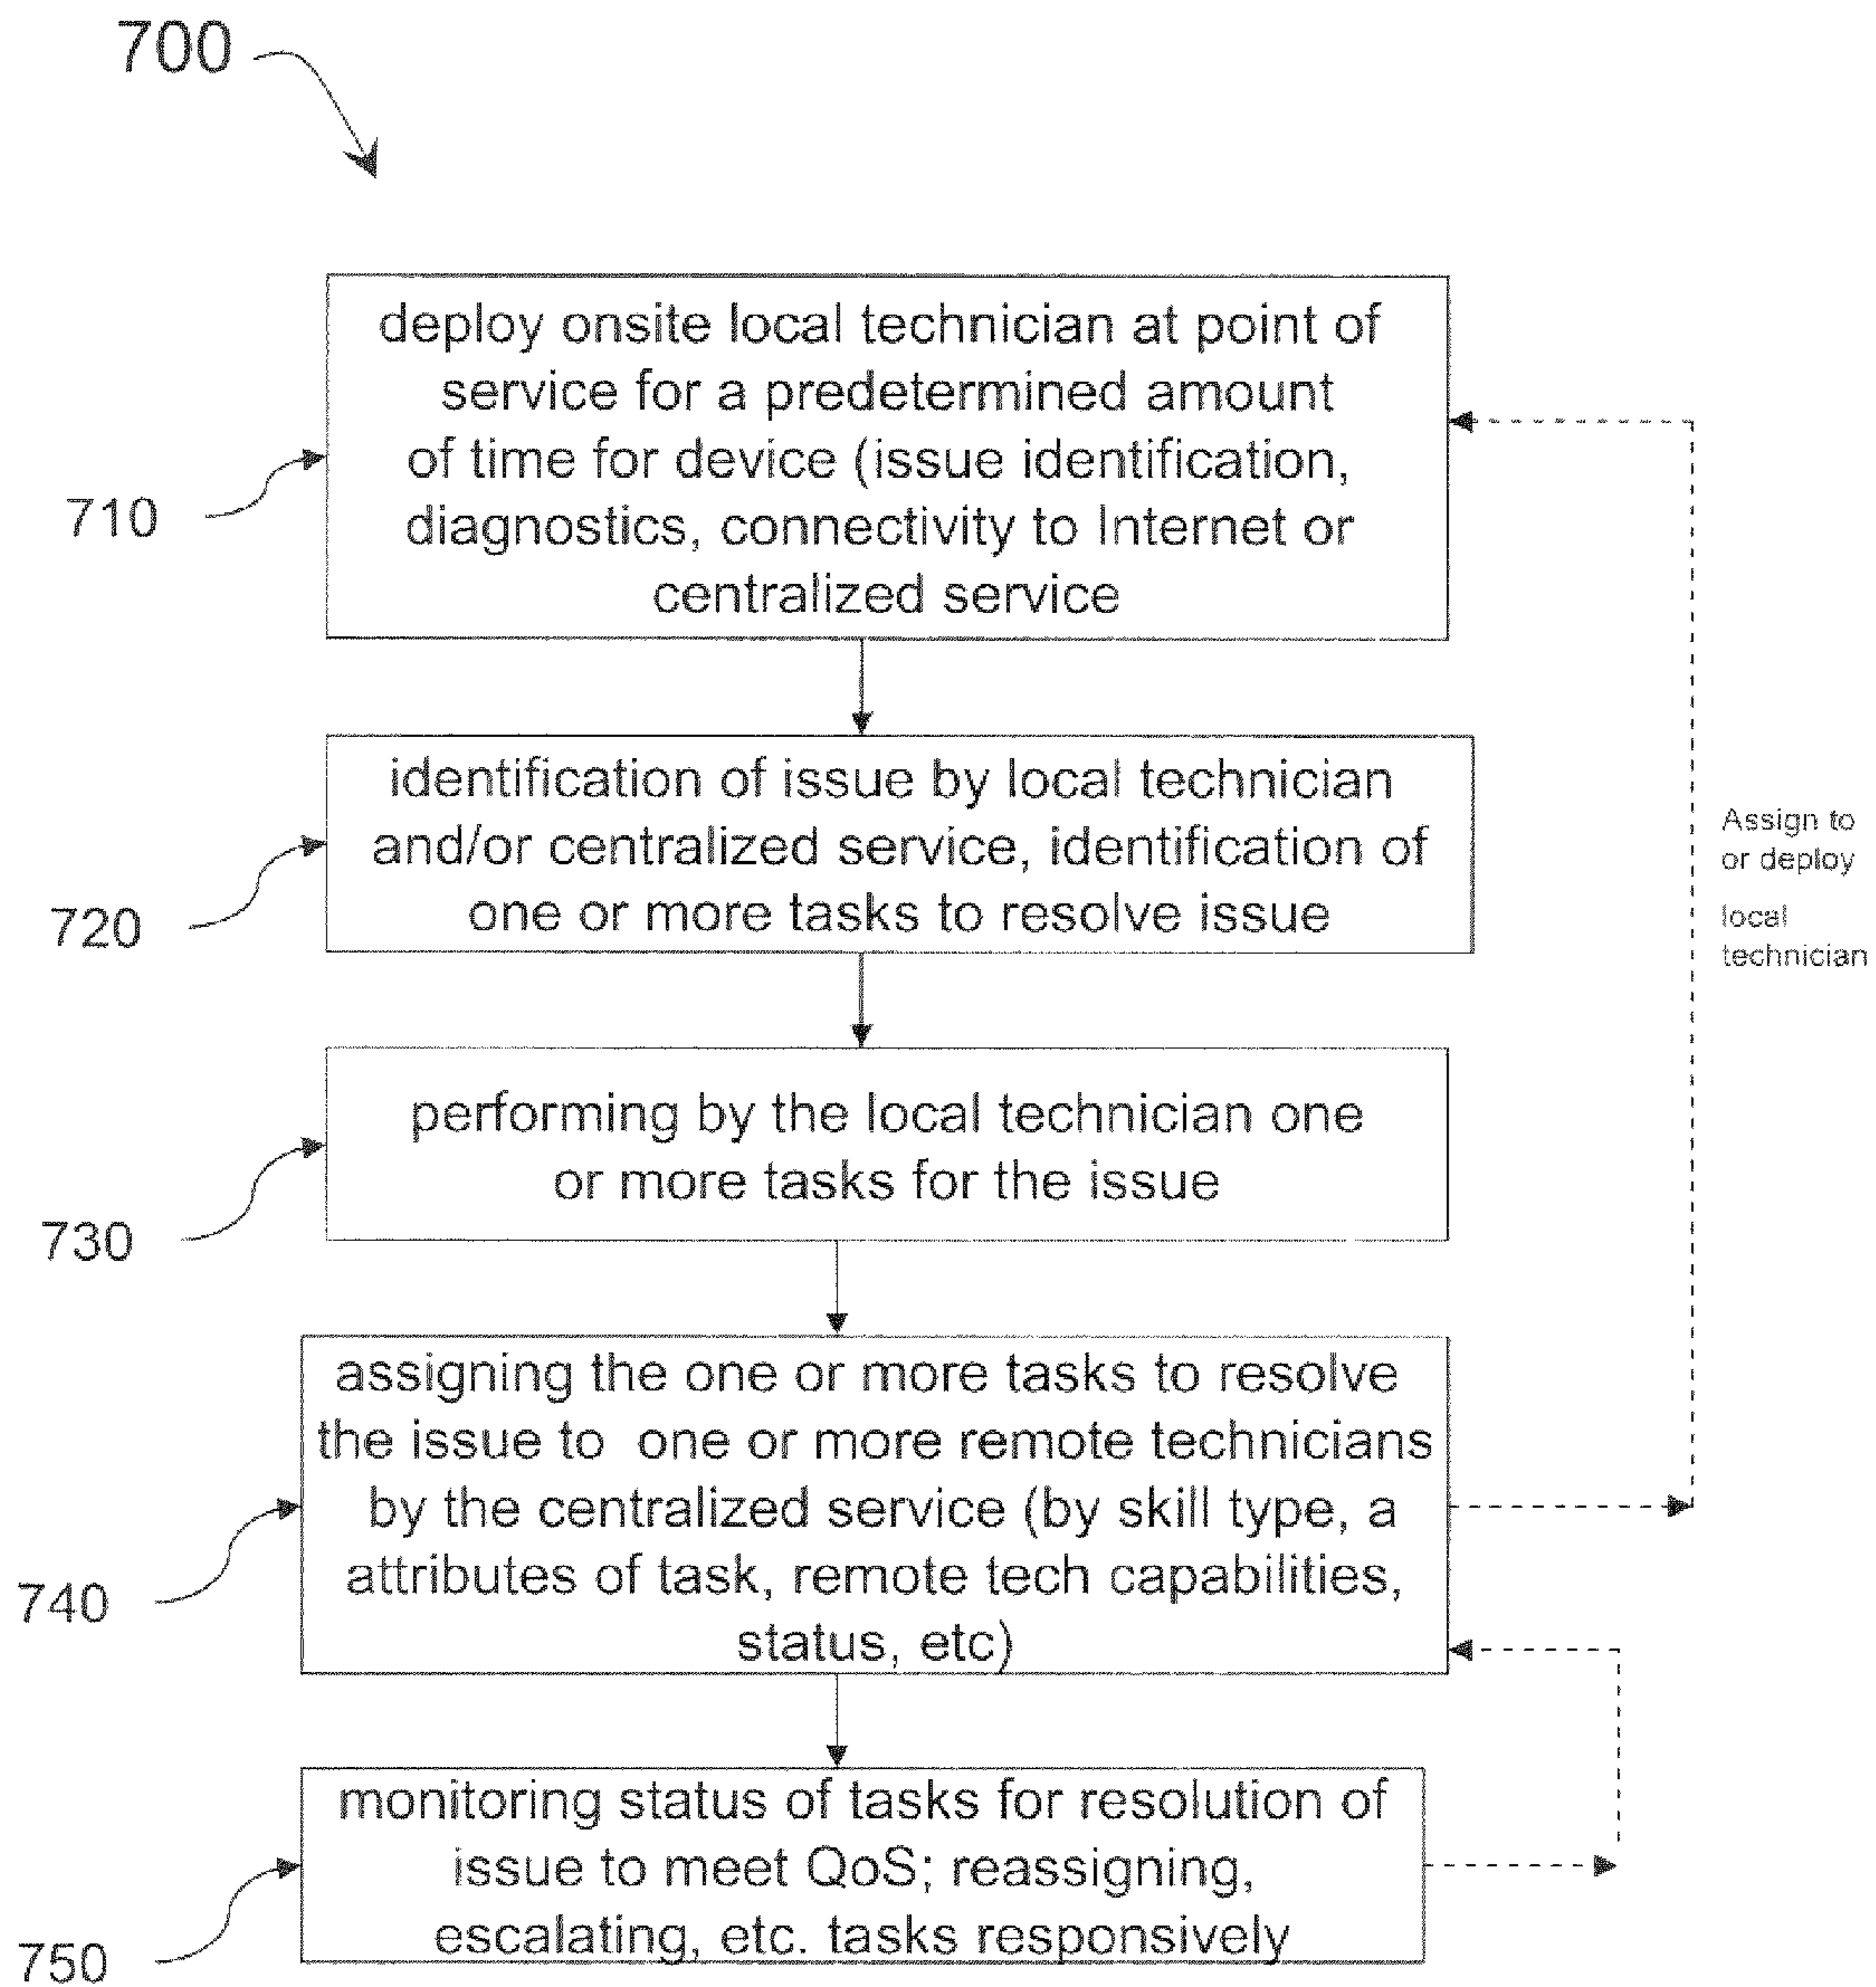 700
deploy onsite local technician at point of
service for a predetermined amount
of time for device (issue identification,
diagnostics, connectivity to Internet or
centralized service
710
identification of issue by local technician
and/or centralized service, identification of
one or more tasks to resolve issue
720
Assign to
or deploy
local
technician
performing by the local technician one
or more tasks for the issue
730
assigning the one or more tasks to resolve
the issue to one or more remote technicians
by the centralized service (by skill type, a
attributes of task, remote tech capabilities,
status, etc)
740
monitoring status of tasks for resolution of
issue to meet QoS; reassigning,
escalating, etc. tasks responsively
750